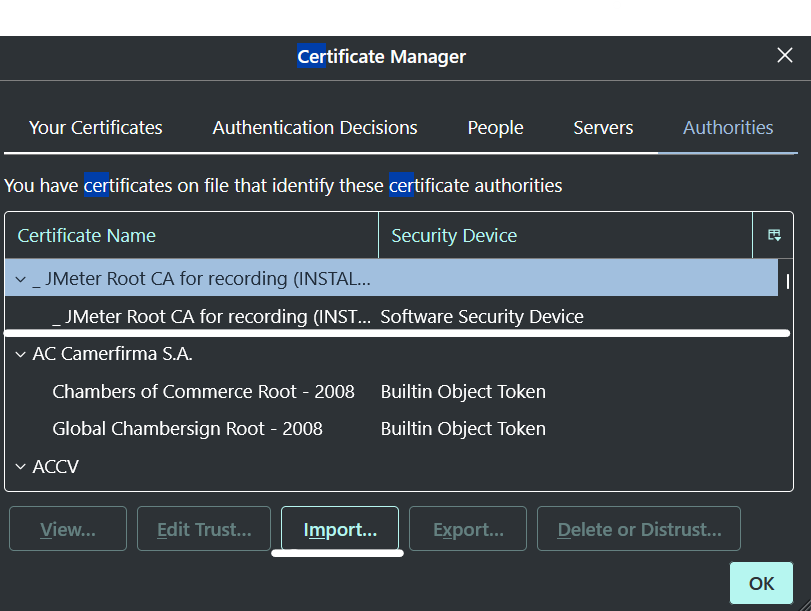 Certificate Manager
Your Certificates Authentication Decisions People Servers Authorities
You have certificates on file that identify these certificate authorities
Certificate Name Security Device
_ JMeter Root CA for recording (INSTAL...
_ JMeter Root CA for recording (INST... Software Security Device
AC Camerfirma S.A.
Chambers of Commerce Root - 2008 Builtin Object Token
Global Chambersign Root - 2008 Builtin Object Token
ACCV
View... Edit Trust... Import... Export... Delete or Distrust...
OK